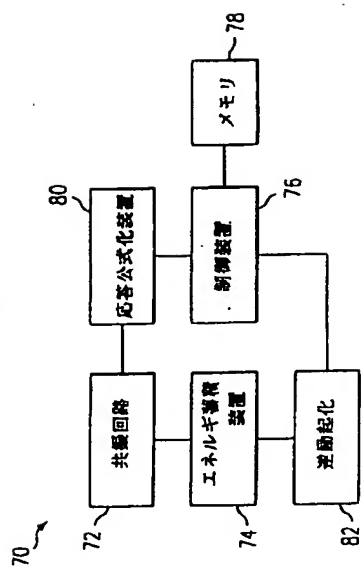 70
72
共振回路
80
応答公式化装置
74
エネルギ蓄積
装置
76
制御装置
78
メモリ
82
逆励起化